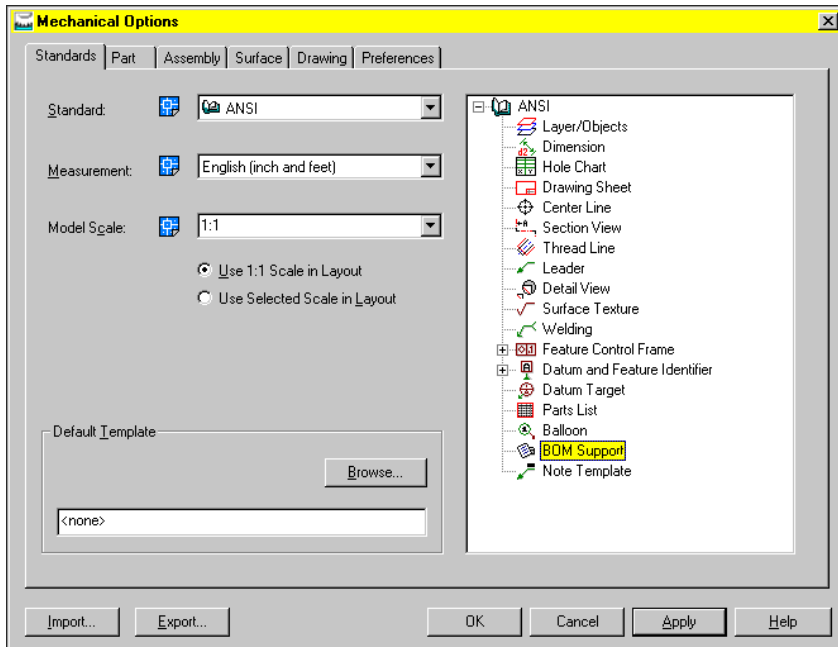 Mechanical Options
Standards Part Assembly Surface Drawing Preferences
Standard: ANSI
Measurement: English (inch and feet)
Model Scale: 1:1
Use 1:1 Scale in Layout
Use Selected Scale in Layout
Default Template
Browse...
<none>
ANSI
Layer/Objects
Dimension
Hole Chart
Drawing Sheet
Center Line
Section View
Thread Line
Leader
Detail View
Surface Texture
Welding
Feature Control Frame
Datum and Feature Identifier
Datum Target
Parts List
Balloon
BOM Support
Note Template
Import... Export... OK Cancel Apply Help